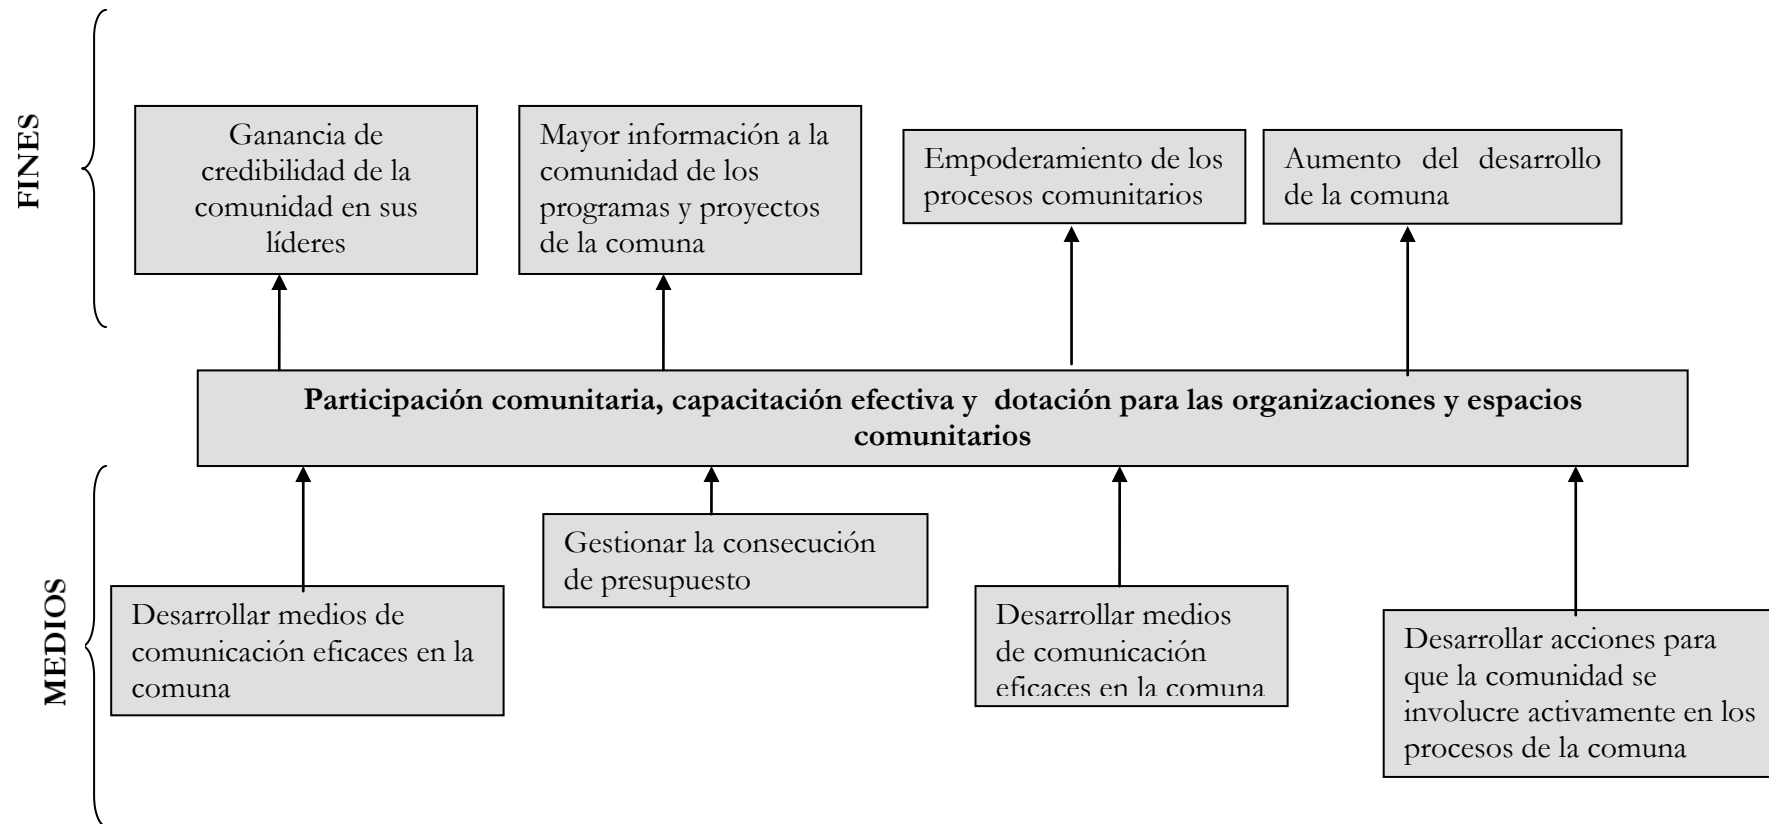 FINES
Ganancia de
credibilidad de la
comunidad en sus
líderes
Mayor información a la
comunidad de los
programas y proyectos
de la comuna
Empoderamiento de los
procesos comunitarios
Aumento del desarrollo
de la comuna
Participación comunitaria, capacitación efectiva y dotación para las organizaciones y espacios
comunitarios
MEDIOS
Desarrollar medios de
comunicación eficaces en la
comuna
Gestionar la consecución
de presupuesto
Desarrollar medios
de comunicación
eficaces en la comuna
Desarrollar acciones para
que la comunidad se
involucre activamente en los
procesos de la comuna